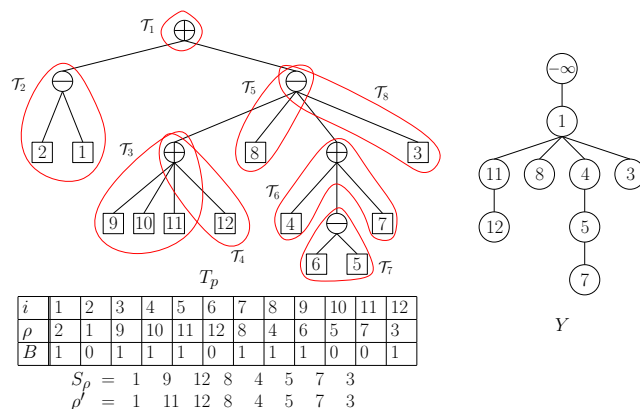 𝒯₁ ⊕
−∞
𝒯₂ ⊖ 𝒯₅ ⊖ 𝒯₈
1
2 1 𝒯₃ ⊕ 8 ⊕ 3
11 8 4 3
9 10 11 12 𝒯₆ 4 ⊖ 7
12 5
𝒯₄ 6 5 𝒯₇
7
T_p
Y
i 1 2 3 4 5 6 7 8 9 10 11 12
ρ 2 1 9 10 11 12 8 4 6 5 7 3
B 1 0 1 1 1 0 1 1 1 0 0 1
S_ρ = 1 9 12 8 4 5 7 3
ρ′ = 1 11 12 8 4 5 7 3